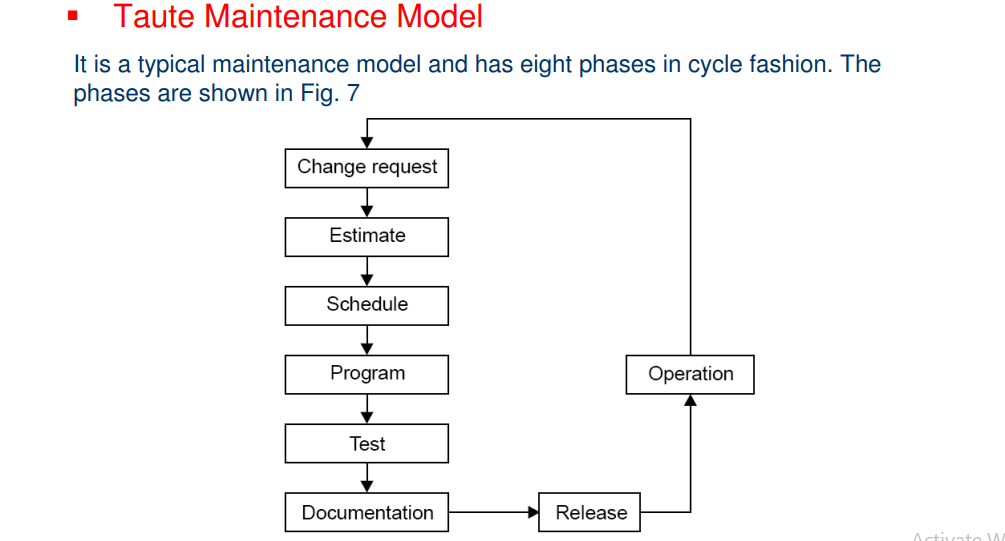 Taute Maintenance Model
It is a typical maintenance model and has eight phases in cycle fashion. The
phases are shown in Fig. 7
Change request
Estimate
Schedule
Program
Operation
Test
Documentation
Release